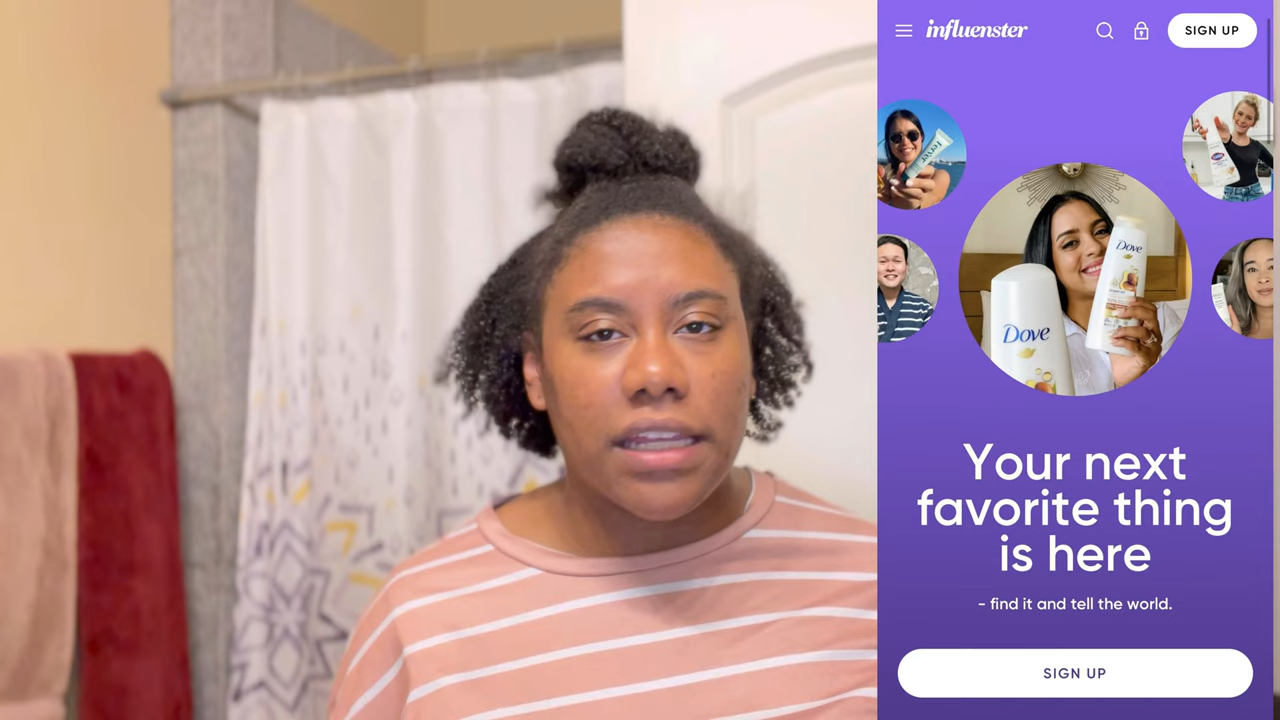 influenster
SIGN UP
Ferver
Dove
Dove
Your next
favorite thing
is here
- find it and tell the world.
SIGN UP